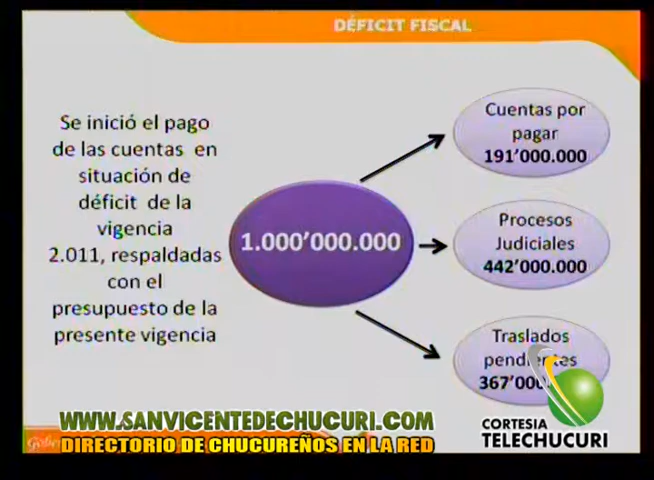 DÉFICIT FISCAL
Se inició el pago
de las cuentas en
situación de
déficit de la
vigencia
2.011, respaldadas
con el
presupuesto de la
presente vigencia
1.000'000.000
Cuentas por
pagar
191'000.000
Procesos
Judiciales
442'000.000
Traslados
pendientes
WWW.SANVICENTEDECHUCURI.COM
DIRECTORIO DE CHUCUREÑOS EN LA RED
CORTESIA
TELECHUCURI